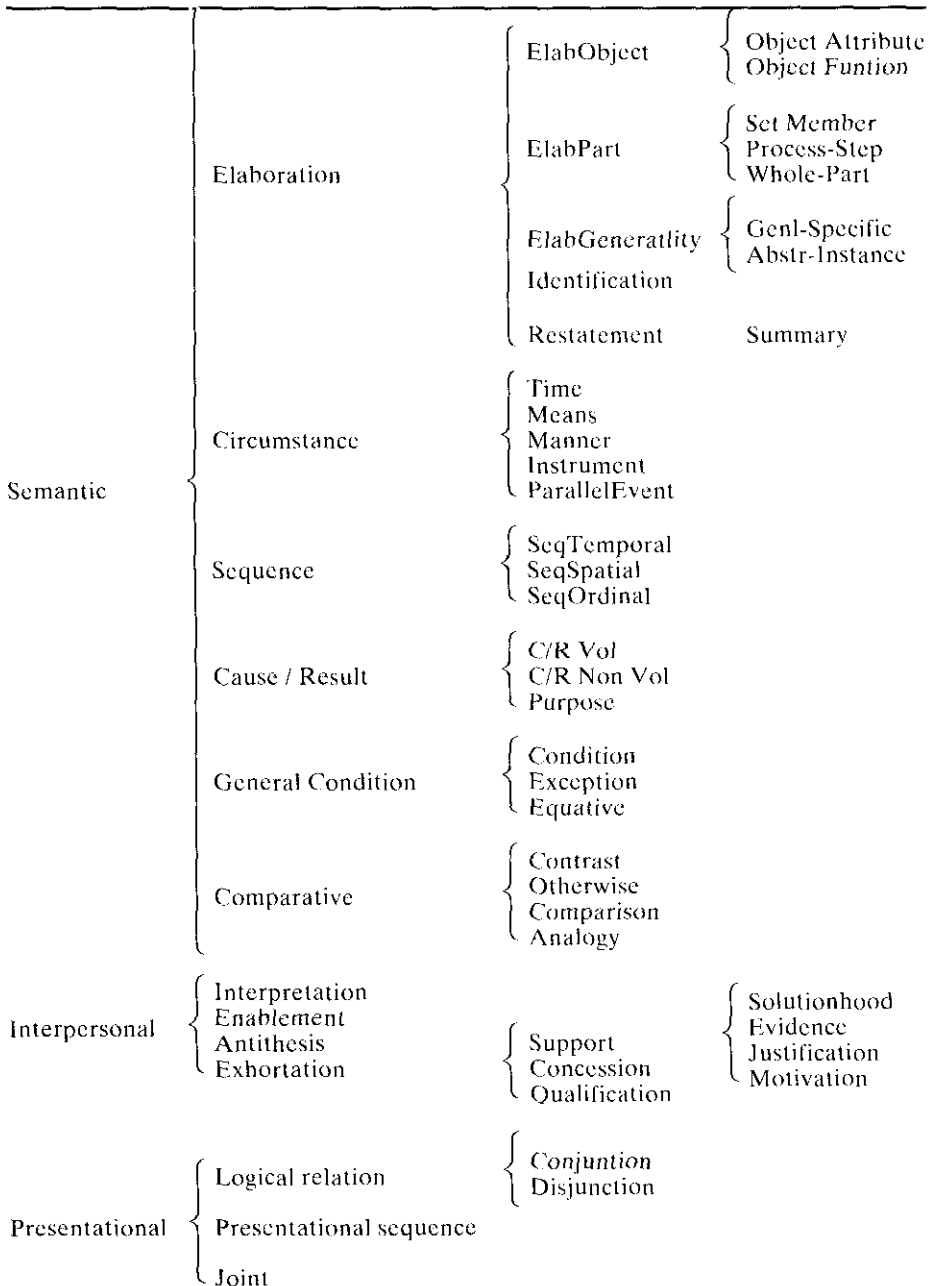 ElabObject Object Attribute
Object Funtion
Set Member
ElabPart Process-Step
Elaboration Whole-Part
ElabGeneratlity Genl-Specific
Abstr-Instance
Identification
Restatement Summary
Time
Means
Circumstance Manner
Instrument
Semantic ParallelEvent
SeqTemporal
Sequence SeqSpatial
SeqOrdinal
C/R Vol
Cause / Result C/R Non Vol
Purpose
Condition
General Condition Exception
Equative
Contrast
Otherwise
Comparative Comparison
Analogy
Interpretation Solutionhood
Interpersonal Enablement Evidence
Antithesis Support Justification
Exhortation Concession Motivation
Qualification
Logical relation Conjuntion
Disjunction
Presentational Presentational sequence
Joint